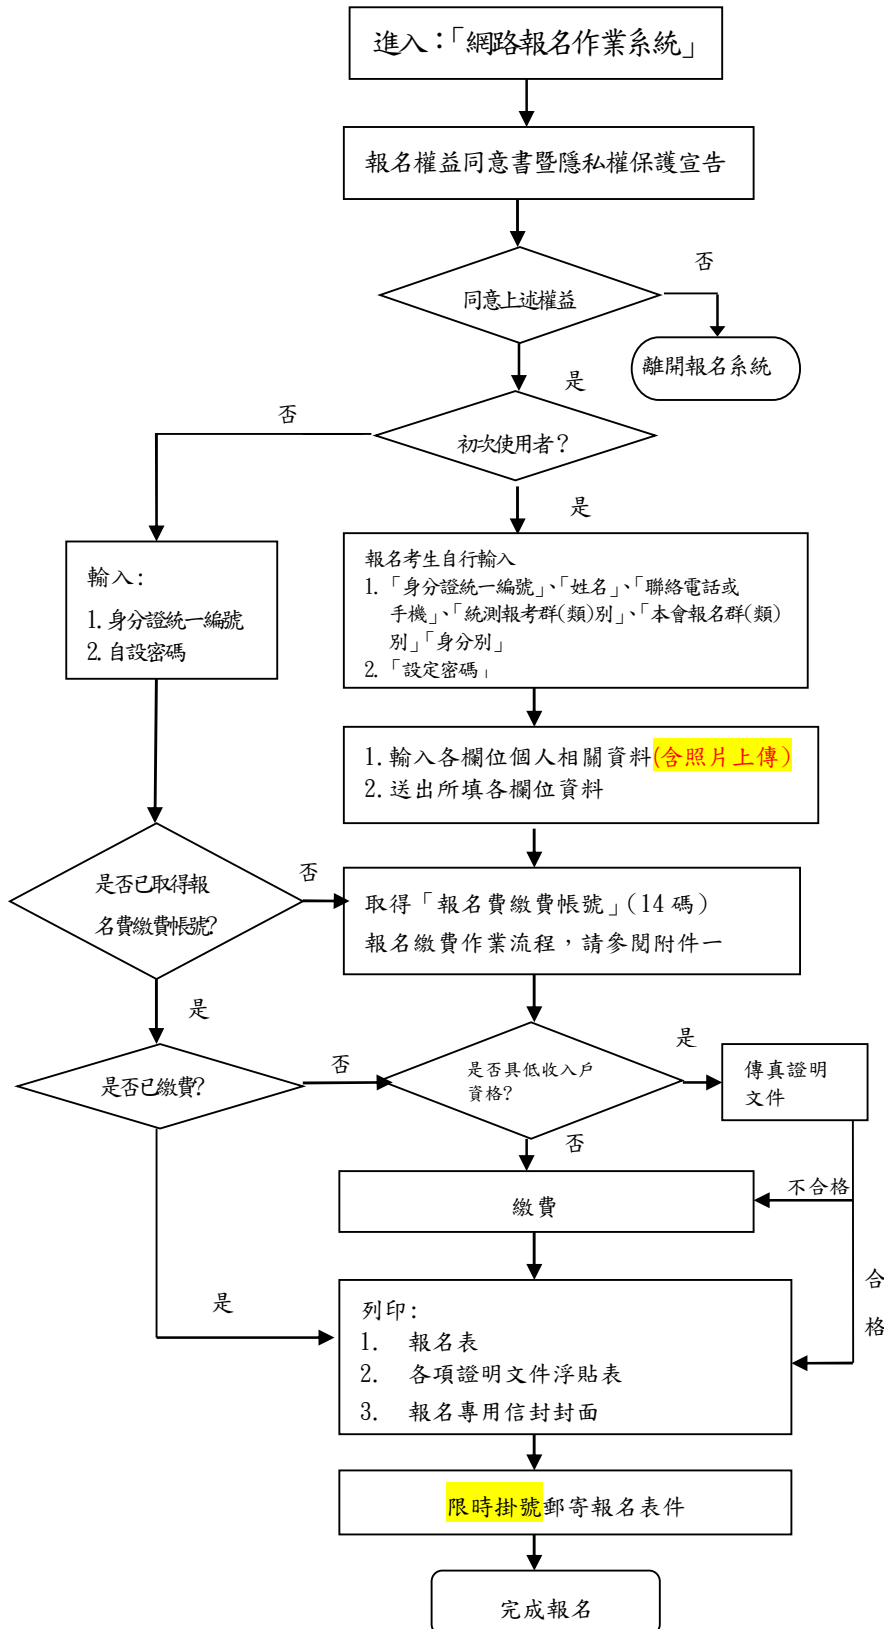 進入：「網路報名作業系統」
報名權益同意書暨隱私權保護宣告
同意上述權益
否
離開報名系統
是
初次使用者？
否
是
輸入:
1.身分證統一編號
2.自設密碼
報名考生自行輸入
1.「身分證統一編號」、「姓名」、「聯絡電話或
手機」、「統測報考群(類)別」、「本會報名群(類)
別」「身分別」
2.「設定密碼」
1.輸入各欄位個人相關資料(含照片上傳)
2.送出所填各欄位資料
是否已取得報
名費繳費帳號?
否
取得「報名費繳費帳號」(14 碼)
報名繳費作業流程，請參閱附件一
是
是否已繳費?
否
是否具低收入戶
資格?
是
傳真證明
文件
否
不合格
繳費
合
格
是
列印:
1. 報名表
2. 各項證明文件浮貼表
3. 報名專用信封封面
限時掛號郵寄報名表件
完成報名